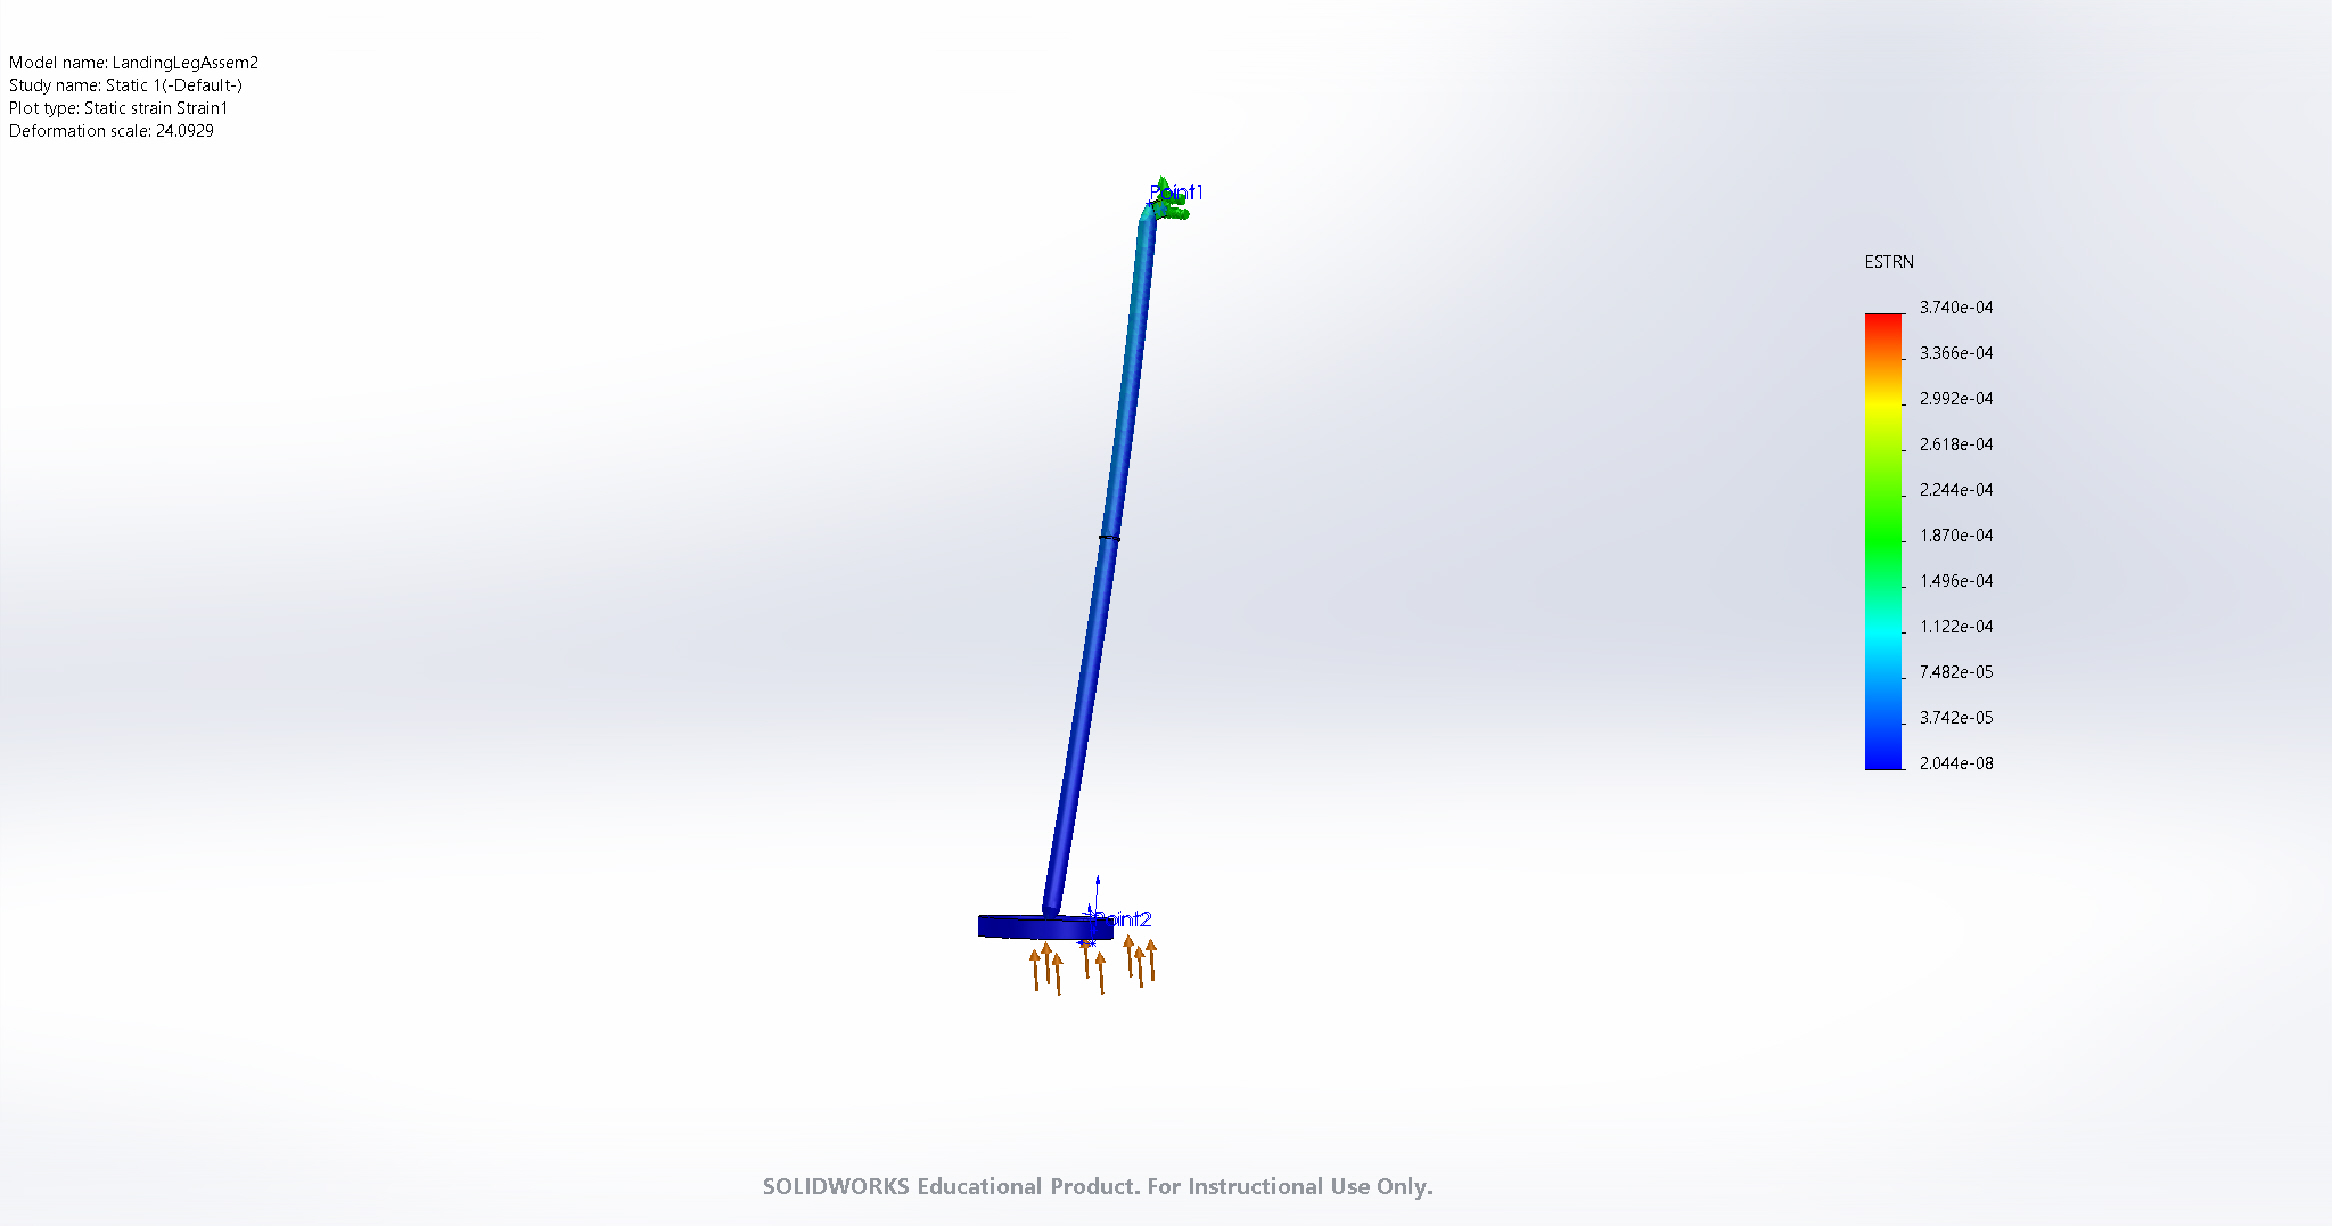 Model name: LandingLegAssem2
Study name: Static 1(-Default-)
Plot type: Static strain Strain1
Deformation scale: 24.0929
Point1
ESTRN
3.740e-04
3.366e-04
2.992e-04
2.618e-04
2.244e-04
1.870e-04
1.496e-04
1.122e-04
7.482e-05
3.742e-05
2.044e-08
Point2
SOLIDWORKS Educational Product. For Instructional Use Only.